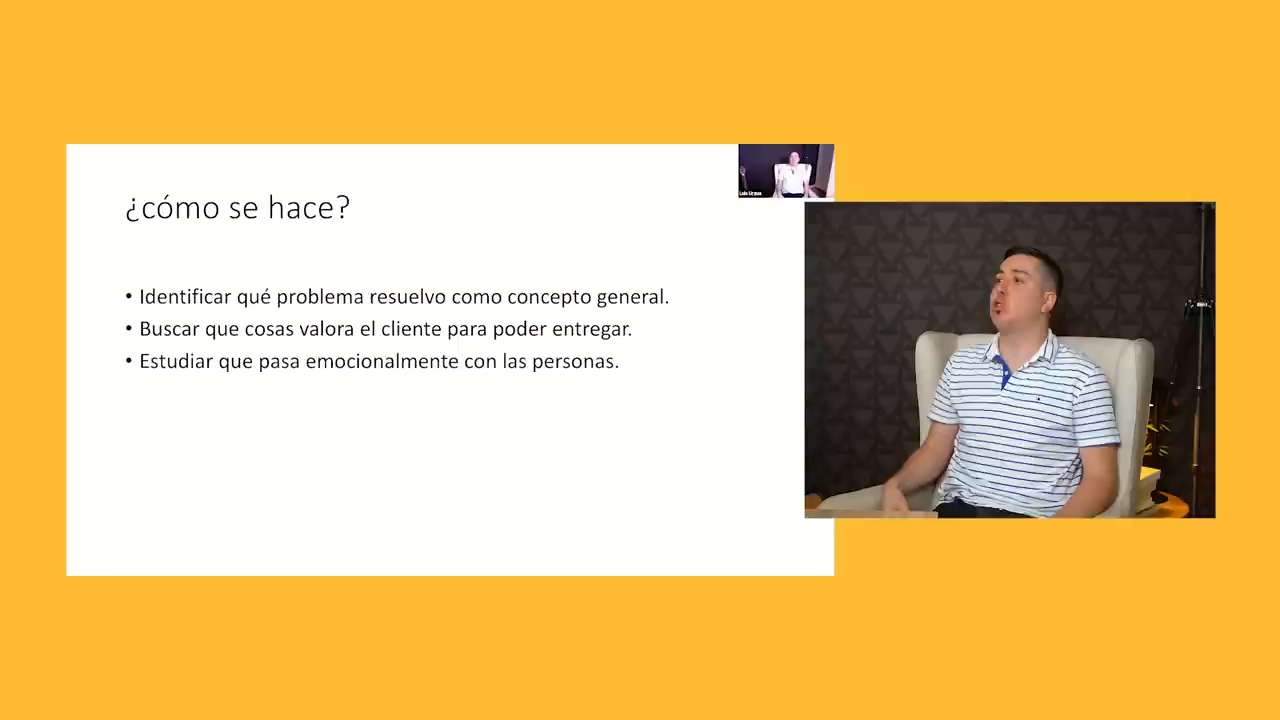 ¿cómo se hace?
• Identificar qué problema resuelvo como concepto general.
• Buscar que cosas valora el cliente para poder entregar.
• Estudiar que pasa emocionalmente con las personas.